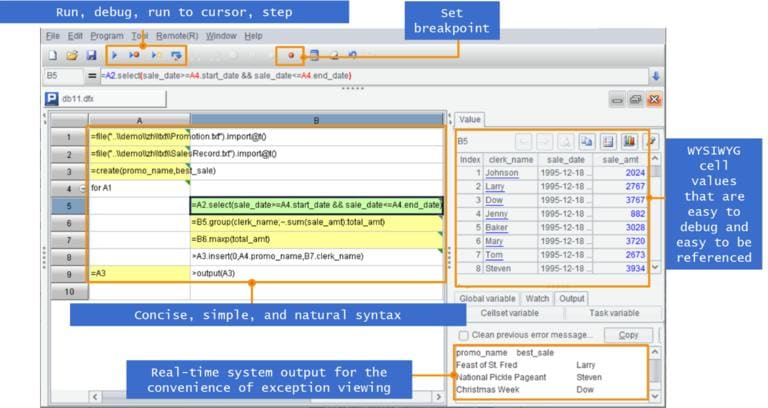 Run, debug, run to cursor, step
Set
breakpoint
File Edit Program Tool Remote(R) Window Help
B5 = =A2.select(sale_date>=A4.start_date && sale_date<=A4.end_date)
P db11.dfx
A B
1 =file("..\\demo\\zh\\txt\\Promotion.txt").import@t()
2 =file("..\\demo\\zh\\txt\\SalesRecord.txt").import@t()
3 =create(promo_name,best_sale)
4 for A1
5 =A2.select(sale_date>=A4.start_date && sale_date<=A4.end_date)
6 =B5.group(clerk_name;~.sum(sale_amt):total_amt)
7 =B6.maxp(total_amt)
8 >A3.insert(0,A4.promo_name,B7.clerk_name)
9 =A3 >output(A3)
10
Value
B5
Index clerk_name sale_date sale_amt
1 Johnson 1995-12-18 ... 2024
2 Larry 1995-12-18 ... 2767
3 Dow 1995-12-18 ... 3767
4 Jenny 1995-12-18 ... 882
5 Baker 1995-12-18 ... 3028
6 Mary 1995-12-18 ... 3720
7 Tom 1995-12-18 ... 2673
8 Steven 1995-12-18 ... 3934
WYSIWYG
cell
values
that are
easy to
debug and
easy to be
referenced
Global variable Watch Output
Cellset variable Task variable
Clean previous error message... Copy
promo_name best_sale
Feast of St. Fred Larry
National Pickle Pageant Steven
Christmas Week Dow
Concise, simple, and natural syntax
Real-time system output for the
convenience of exception viewing